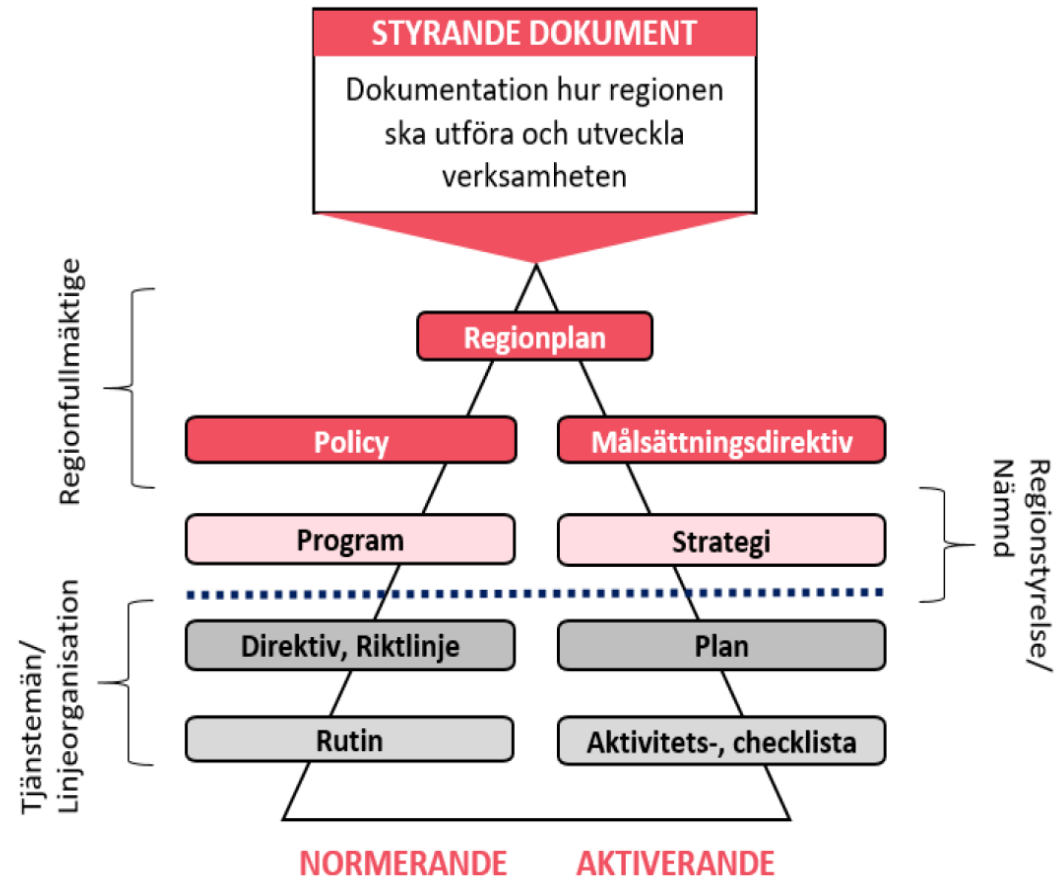 STYRANDE DOKUMENT
Dokumentation hur regionen
ska utföra och utveckla
verksamheten
Regionfullmäktige
Regionplan
Policy
Målsättningsdirektiv
Program
Strategi
Regionstyrelse/
Nämnd
Tjänstemän/
Linjeorganisation
Direktiv, Riktlinje
Plan
Rutin
Aktivitets-, checklista
NORMERANDE
AKTIVERANDE